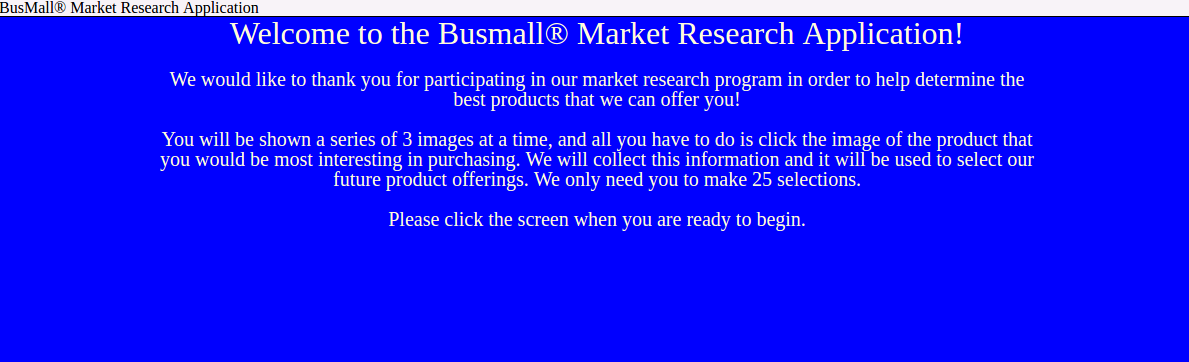 BusMall® Market Research Application
Welcome to the Busmall® Market Research Application!
We would like to thank you for participating in our market research program in order to help determine the
best products that we can offer you!
You will be shown a series of 3 images at a time, and all you have to do is click the image of the product that
you would be most interesting in purchasing. We will collect this information and it will be used to select our
future product offerings. We only need you to make 25 selections.
Please click the screen when you are ready to begin.